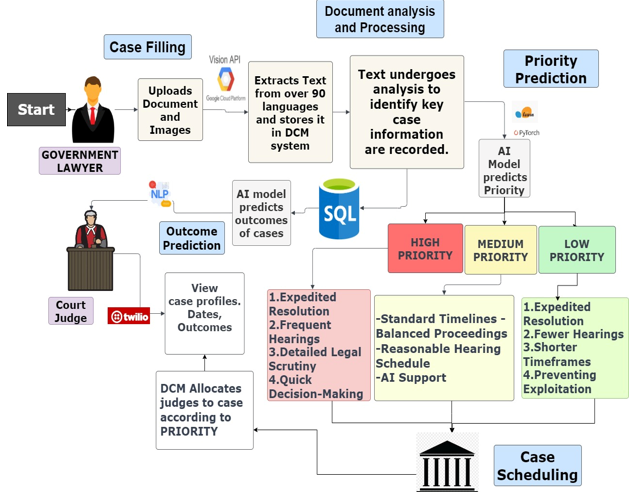 Document analysis
and Processing
Case Filling
Vision API
Google Cloud Platform
Priority
Prediction
Start
Uploads
Document
and
Images
Extracts Text
from over 90
languages
and stores it
in DCM
system
Text undergoes
analysis to
identify key
case
information
are recorded.
GOVERNMENT
LAWYER
PyTorch
AI
Model
predicts
Priority
NLP
AI model
predicts
outcomes
of cases
SQL
Outcome
Prediction
HIGH
PRIORITY
MEDIUM
PRIORITY
LOW
PRIORITY
Court
Judge
twilio
View
case profiles.
Dates,
Outcomes
1.Expedited
Resolution
2.Frequent
Hearings
3.Detailed Legal
Scrutiny
4.Quick
Decision-Making
-Standard Timelines -
Balanced Proceedings
-Reasonable Hearing
Schedule
-AI Support
1.Expedited
Resolution
2.Fewer Hearings
3.Shorter
Timeframes
4.Preventing
Exploitation
DCM Allocates
judges to case
according to
PRIORITY
Case
Scheduling